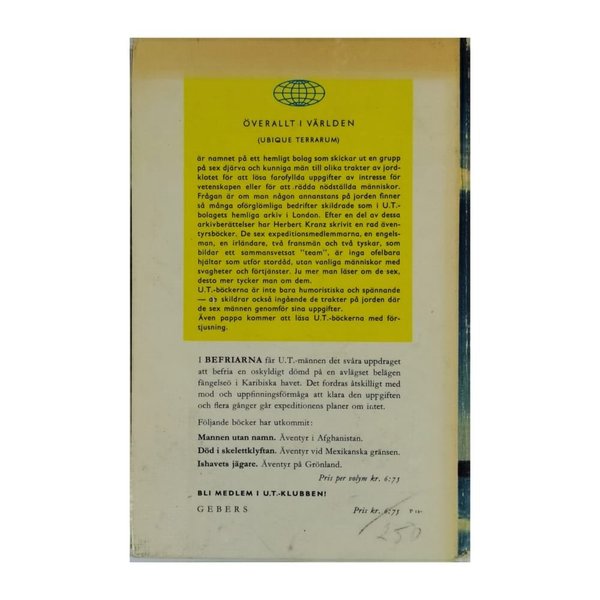 ÖVERALLT I VÄRLDEN
(UBIQUE TERRARUM)
är namnet på ett hemligt bolag som skickar ut en grupp
på sex djärva och kunniga män till olika trakter av jord-
klotet för att lösa farofyllda uppgifter av intresse för
vetenskapen eller för att rädda nödställda människor.
Frågan är om man någon annanstans på jorden finner
så många oförglömliga bedrifter skildrade som i U.T.-
bolagets hemliga arkiv i London. Efter en del av dessa
arkivberättelser har Herbert Kranz skrivit en rad även-
tyrsböcker. De sex expeditionsmedlemmarna, en engels-
man, en irländare, två fransmän och två tyskar, som
bildar ett sammansvetsat "team", är inga ofelbara
hjältar som utför stordåd, utan vanliga människor med
svagheter och förtjänster. Ju mer man läser om de sex,
desto mer tycker man om dem.
U.T.-böckerna är inte bara humoristiska och spännande
— de skildrar också ingående de trakter på jorden där
de sex männen genomför sina uppgifter.
Även pappa kommer att läsa U.T.-böckerna med för-
tjusning.
I BEFRIARNA får U.T.-männen det svåra uppdraget
att befria en oskyldigt dömd på en avlägset belägen
fängelseö i Karibiska havet. Det fordras åtskilligt med
mod och uppfinningsförmåga att klara den uppgiften
och flera gånger går expeditionens planer om intet.
Följande böcker har utkommit:
Mannen utan namn. Äventyr i Afghanistan.
Död i skelettklyftan. Äventyr vid Mexikanska gränsen.
Ishavets jägare. Äventyr på Grönland.
Pris per volym kr. 6:75
BLI MEDLEM I U.T.-KLUBBEN!
GEBERS Pris kr. 6:75
250